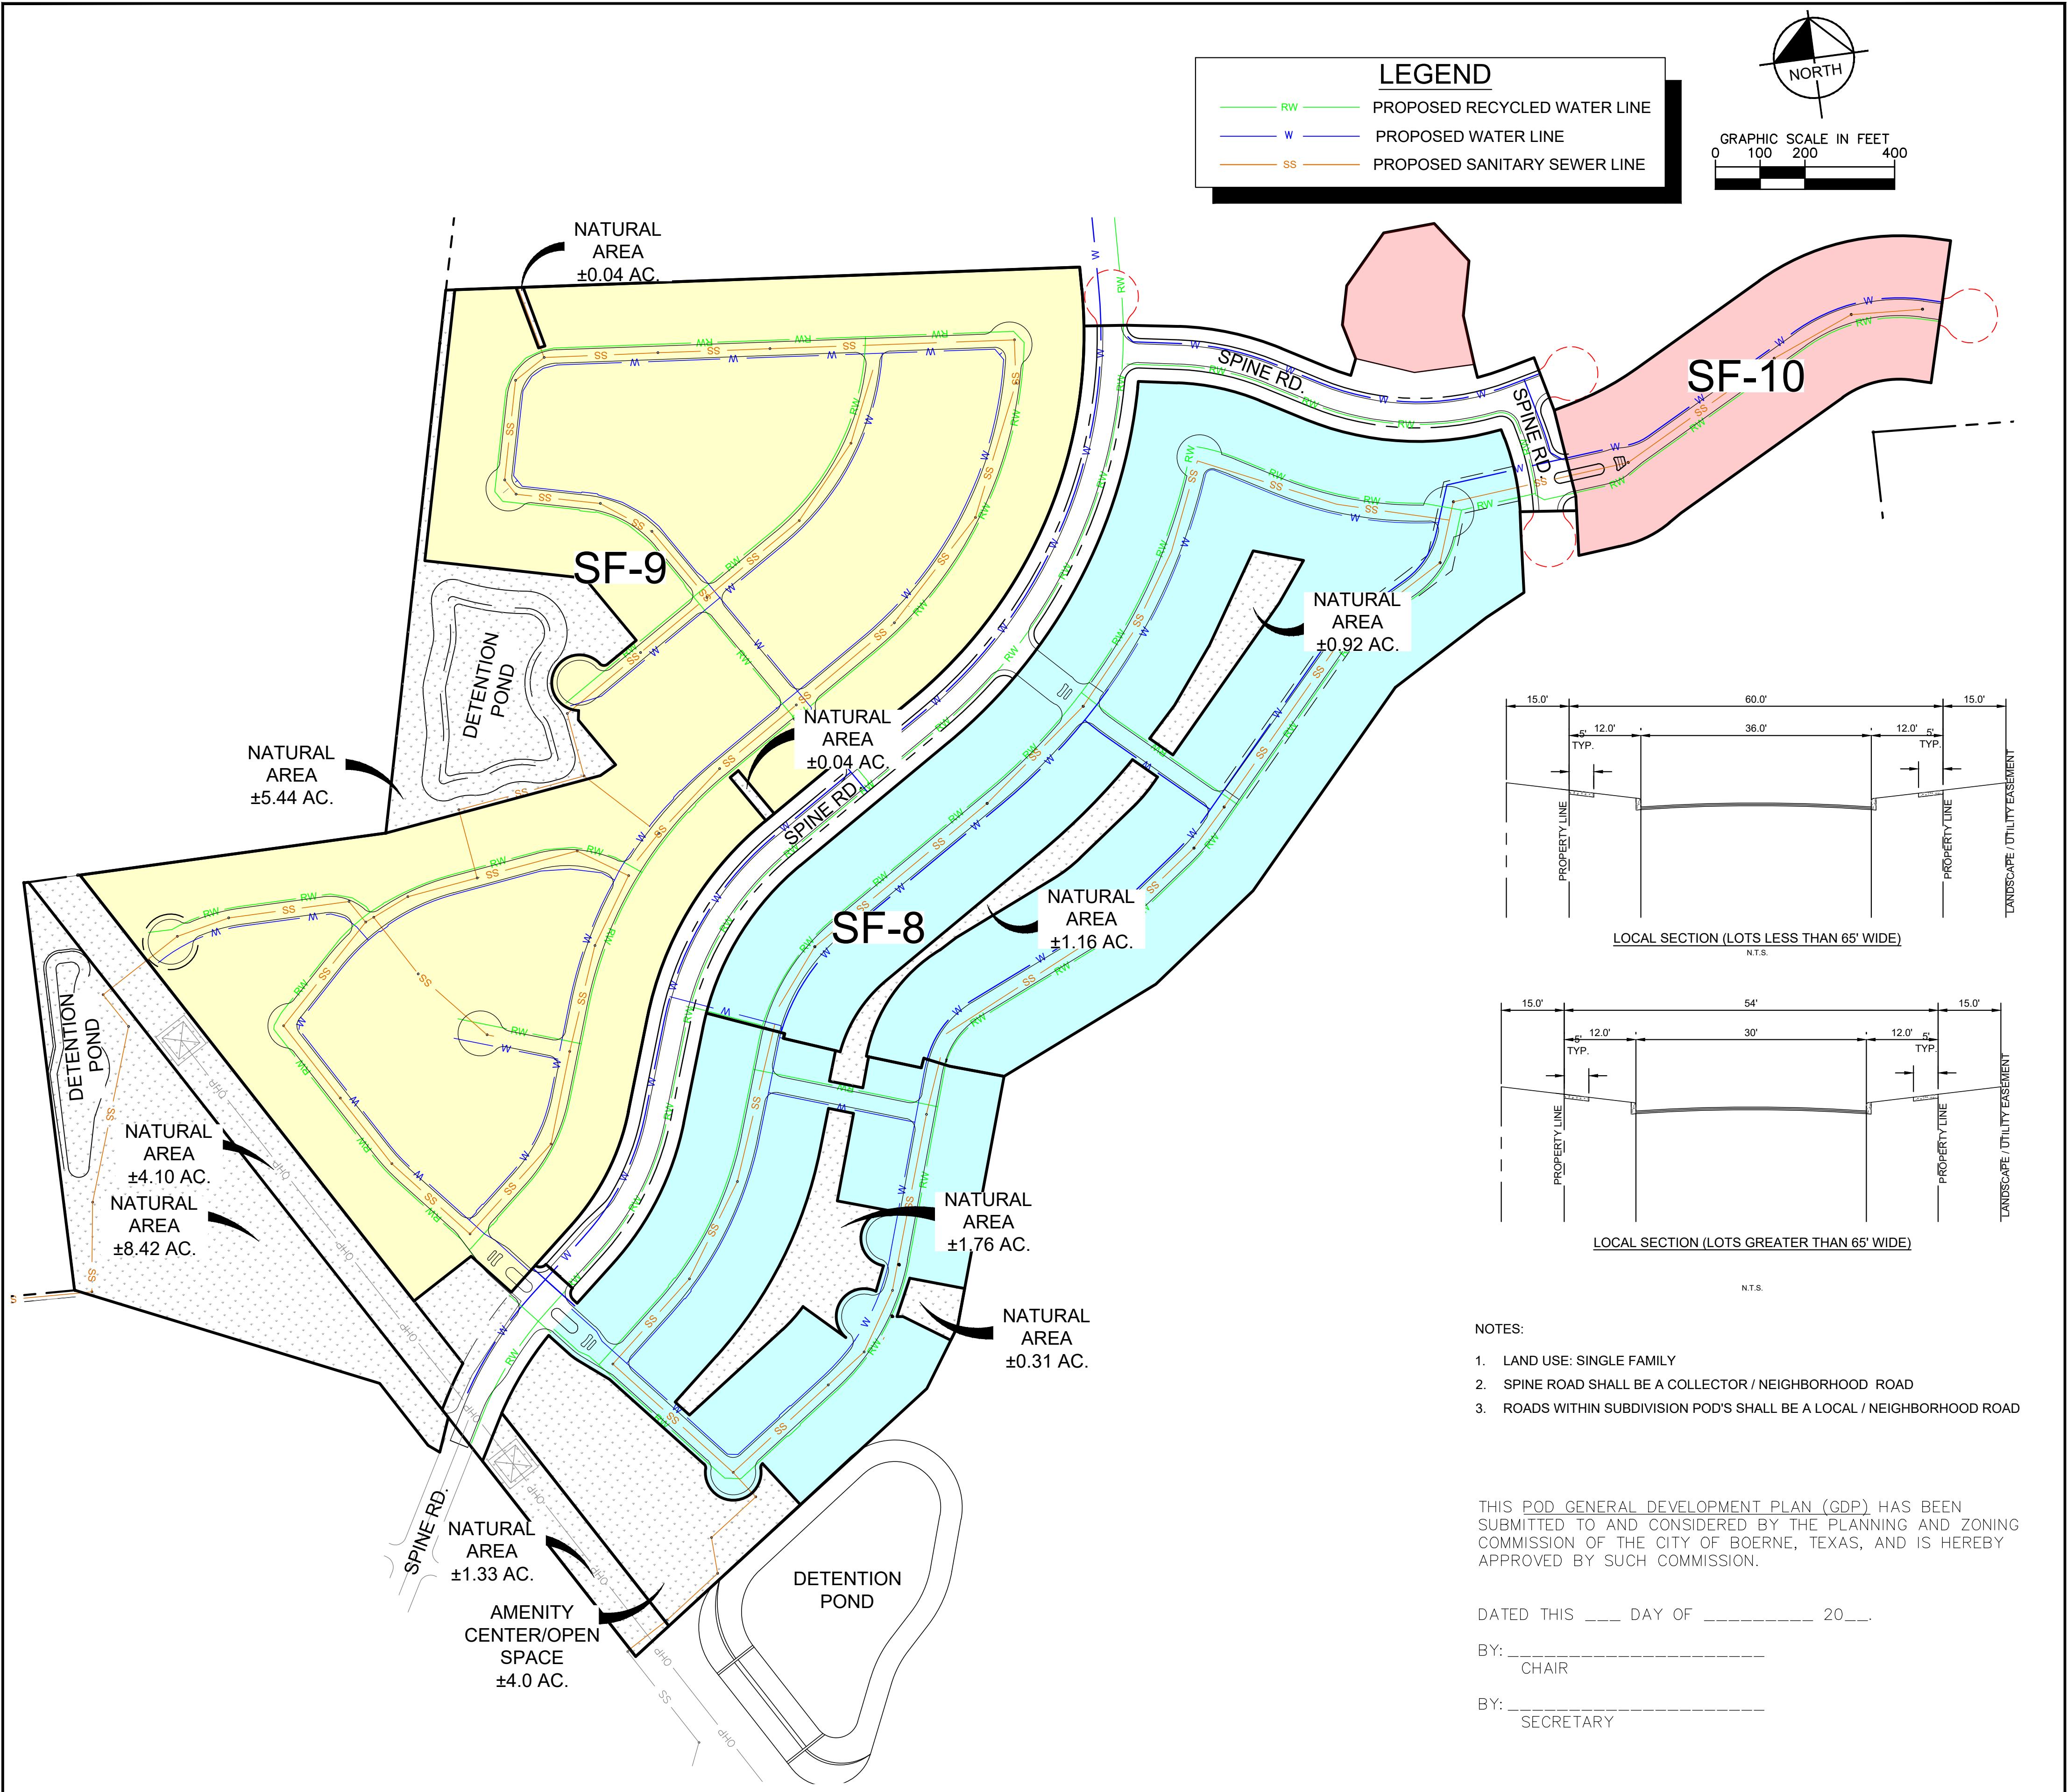 LEGEND
RW PROPOSED RECYCLED WATER LINE
W PROPOSED WATER LINE
SS PROPOSED SANITARY SEWER LINE
NORTH
GRAPHIC SCALE IN FEET
0 100 200 400
NATURAL
AREA
±0.04 AC.
SPINE RD.
SPINE RD.
SF-10
SF-9
DETENTION
POND
NATURAL
AREA
±0.92 AC.
NATURAL
AREA
±5.44 AC.
NATURAL
AREA
±0.04 AC.
SPINE RD.
SF-8
NATURAL
AREA
±1.16 AC.
DETENTION
POND
NATURAL
AREA
±4.10 AC.
NATURAL
AREA
±8.42 AC.
NATURAL
AREA
±1.76 AC.
NATURAL
AREA
±0.31 AC.
SPINE RD.
NATURAL
AREA
±1.33 AC.
AMENITY
CENTER/OPEN
SPACE
±4.0 AC.
DETENTION
POND
OHP
SS
15.0' 60.0' 15.0'
5' 12.0' 36.0' 12.0' 5'
TYP. TYP.
PROPERTY LINE
PROPERTY LINE
LANDSCAPE / UTILITY EASEMENT
LOCAL SECTION (LOTS LESS THAN 65' WIDE)
N.T.S.
15.0' 54' 15.0'
5' 12.0' 30' 12.0' 5'
TYP. TYP.
PROPERTY LINE
PROPERTY LINE
LANDSCAPE / UTILITY EASEMENT
LOCAL SECTION (LOTS GREATER THAN 65' WIDE)
N.T.S.
NOTES:
1. LAND USE: SINGLE FAMILY
2. SPINE ROAD SHALL BE A COLLECTOR / NEIGHBORHOOD ROAD
3. ROADS WITHIN SUBDIVISION POD'S SHALL BE A LOCAL / NEIGHBORHOOD ROAD
THIS POD GENERAL DEVELOPMENT PLAN (GDP) HAS BEEN
SUBMITTED TO AND CONSIDERED BY THE PLANNING AND ZONING
COMMISSION OF THE CITY OF BOERNE, TEXAS, AND IS HEREBY
APPROVED BY SUCH COMMISSION.
DATED THIS ___ DAY OF _________ 20__.
BY: _____________________
CHAIR
BY: _____________________
SECRETARY